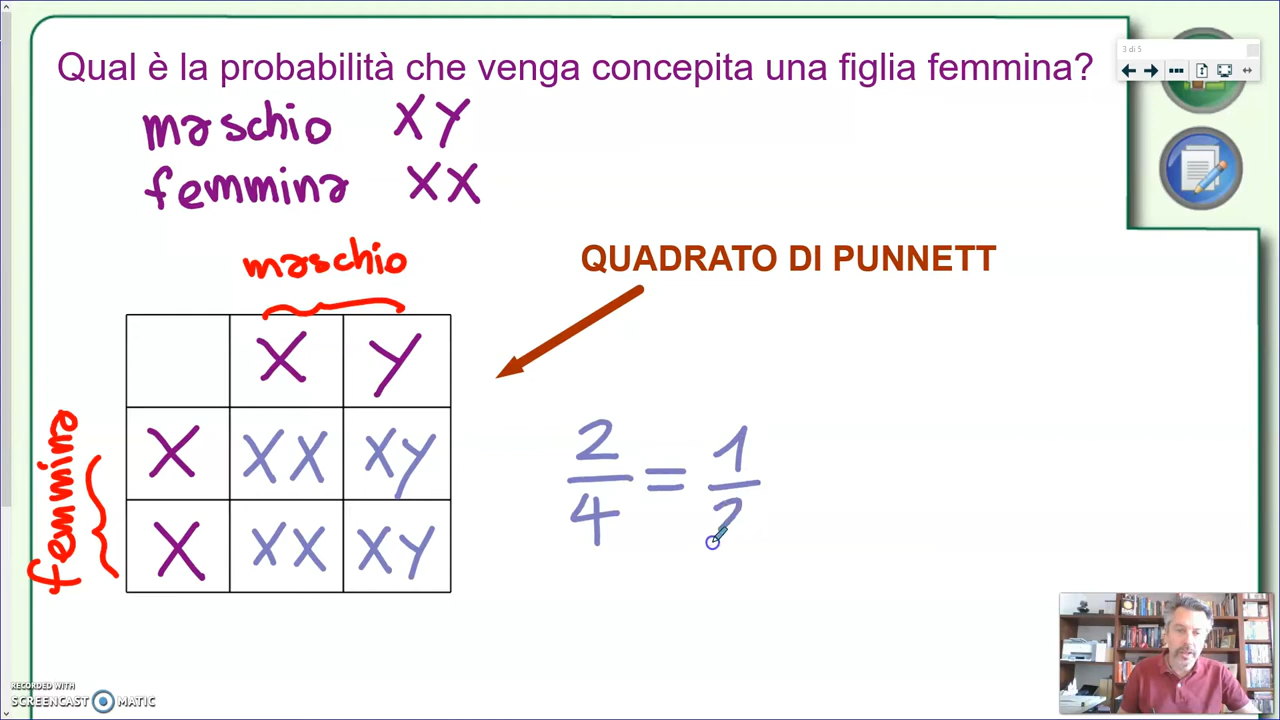 Qual è la probabilità che venga concepita una figlia femmina?
3 di 5
maschio XY
femmina XX
maschio
QUADRATO DI PUNNETT
X Y
femmina
X XX XY
X XX XY
2/4 = 1/2
RECORDED WITH
SCREENCAST MATIC